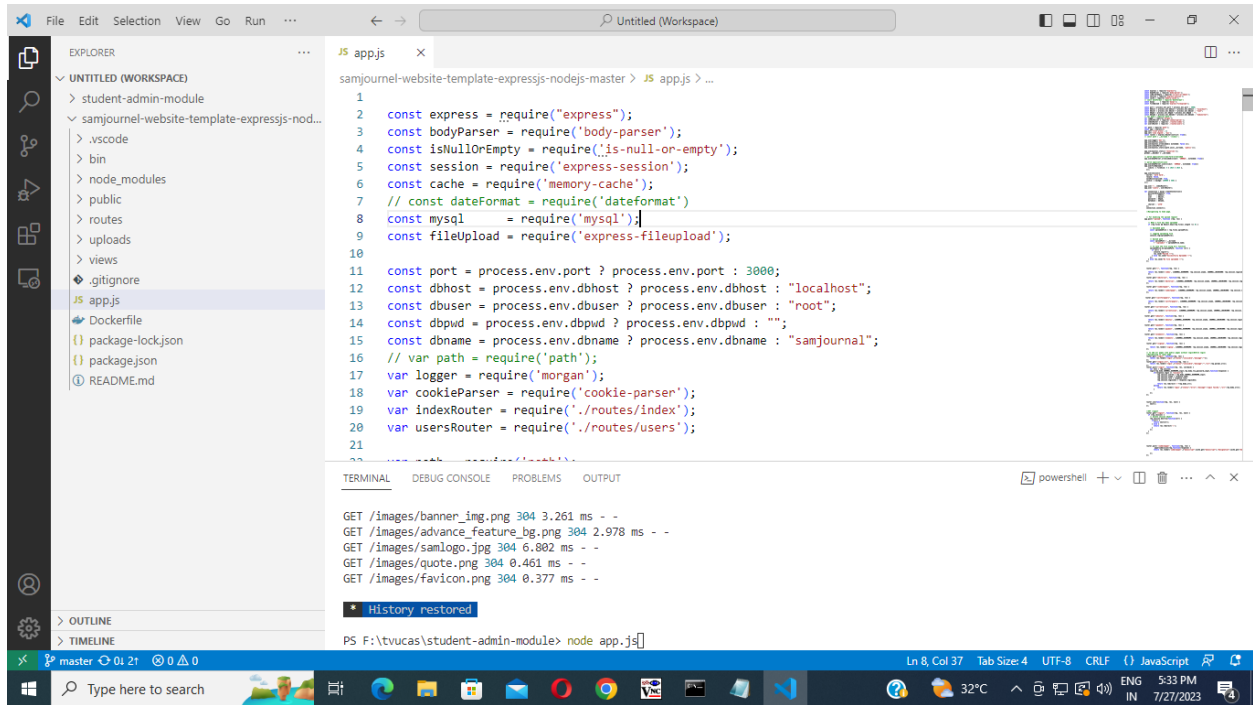 File Edit Selection View Go Run ··· Untitled (Workspace)
EXPLORER ···
UNTITLED (WORKSPACE)
student-admin-module
samjournel-website-template-expressjs-nod...
.vscode
bin
node_modules
public
routes
uploads
views
.gitignore
JS app.js
Dockerfile
{} package-lock.json
{} package.json
README.md
OUTLINE
TIMELINE
JS app.js
samjournel-website-template-expressjs-nodejs-master > JS app.js > ...
1
2 const express = require("express");
3 const bodyParser = require('body-parser');
4 const isNullOrEmpty = require('is-null-or-empty');
5 const session = require('express-session');
6 const cache = require('memory-cache');
7 // const dateFormat = require('dateformat')
8 const mysql      = require('mysql');
9 const fileUpload = require('express-fileupload');
10
11 const port = process.env.port ? process.env.port : 3000;
12 const dbhost = process.env.dbhost ? process.env.dbhost : "localhost";
13 const dbuser = process.env.dbuser ? process.env.dbuser : "root";
14 const dbpwd = process.env.dbpwd ? process.env.dbpwd : "";
15 const dbname = process.env.dbname ? process.env.dbname : "samjournal";
16 // var path = require('path');
17 var logger = require('morgan');
18 var cookieParser = require('cookie-parser');
19 var indexRouter = require('./routes/index');
20 var usersRouter = require('./routes/users');
21
TERMINAL DEBUG CONSOLE PROBLEMS OUTPUT powershell
GET /images/banner_img.png 304 3.261 ms - -
GET /images/advance_feature_bg.png 304 2.978 ms - -
GET /images/samlogo.jpg 304 6.802 ms - -
GET /images/quote.png 304 0.461 ms - -
GET /images/favicon.png 304 0.377 ms - -
* History restored
PS F:\tvucas\student-admin-module> node app.js
master 0↓ 2↑ 0 0 Ln 8, Col 37 Tab Size: 4 UTF-8 CRLF {} JavaScript
Type here to search 32°C ENG 5:33 PM
IN 7/27/2023 4